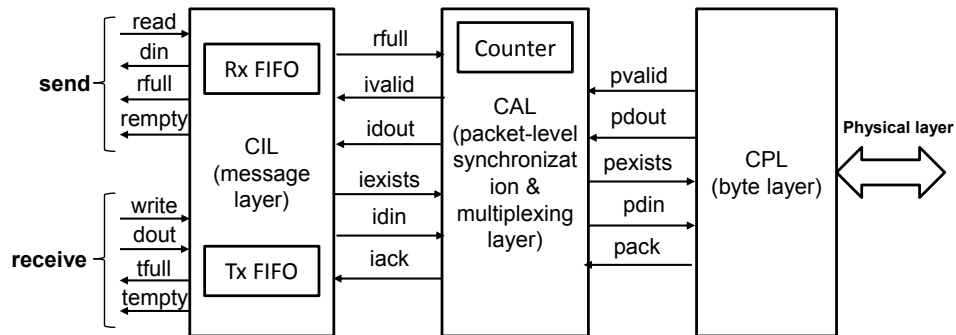 send
read
din
rfull
rempty
receive
write
dout
tfull
tempty
Rx FIFO
CIL
(message
layer)
Tx FIFO
rfull
ivalid
idout
iexists
idin
iack
Counter
CAL
(packet-level
synchronizat
ion &
multiplexing
layer)
pvalid
pdout
pexists
pdin
pack
CPL
(byte layer)
Physical layer